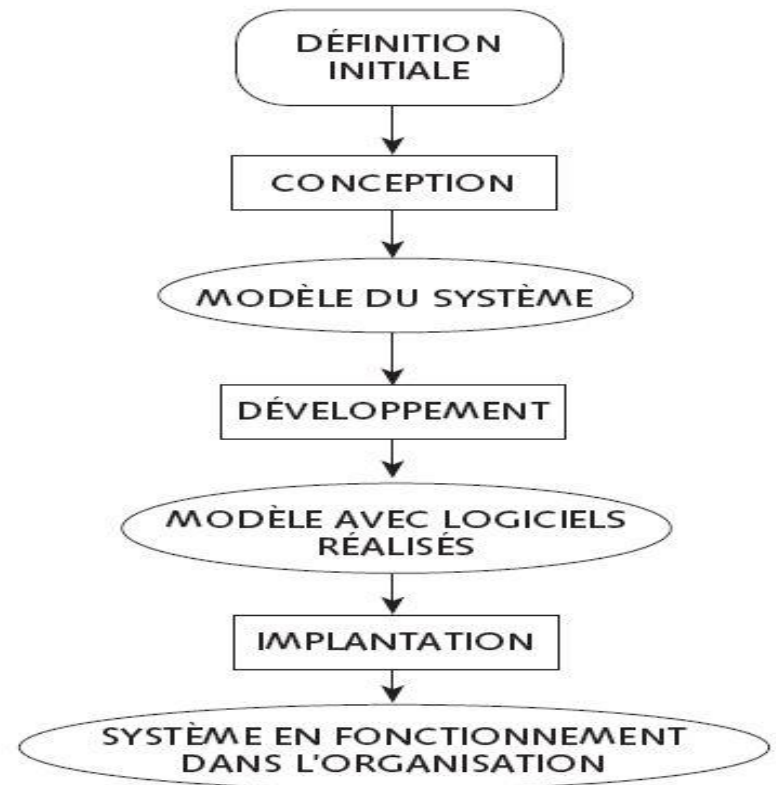 DÉFINITION
INITIALE
CONCEPTION
MODÈLE DU SYSTÈME
DÉVELOPPEMENT
MODÈLE AVEC LOGICIELS
RÉALISÉS
IMPLANTATION
SYSTÈME EN FONCTIONNEMENT
DANS L'ORGANISATION